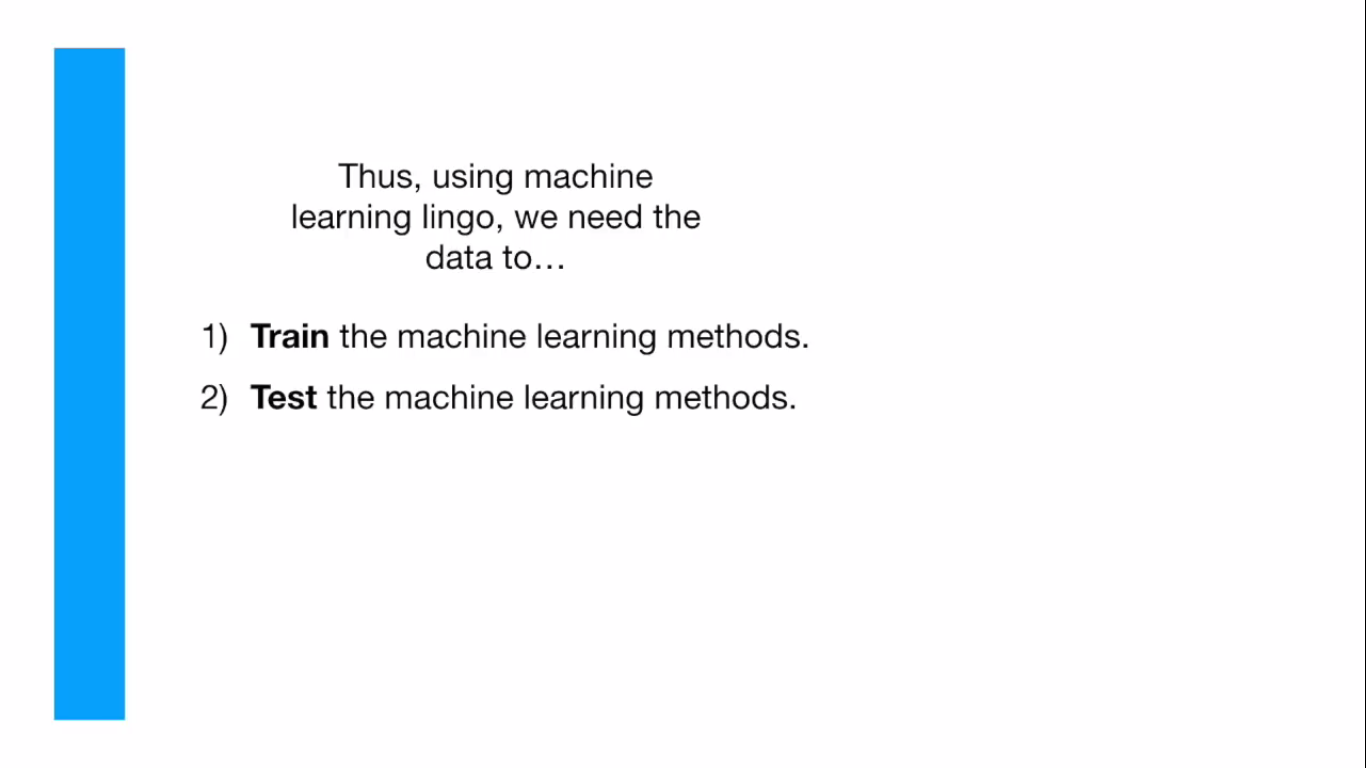 Thus, using machine
learning lingo, we need the
data to…
1) Train the machine learning methods.
2) Test the machine learning methods.